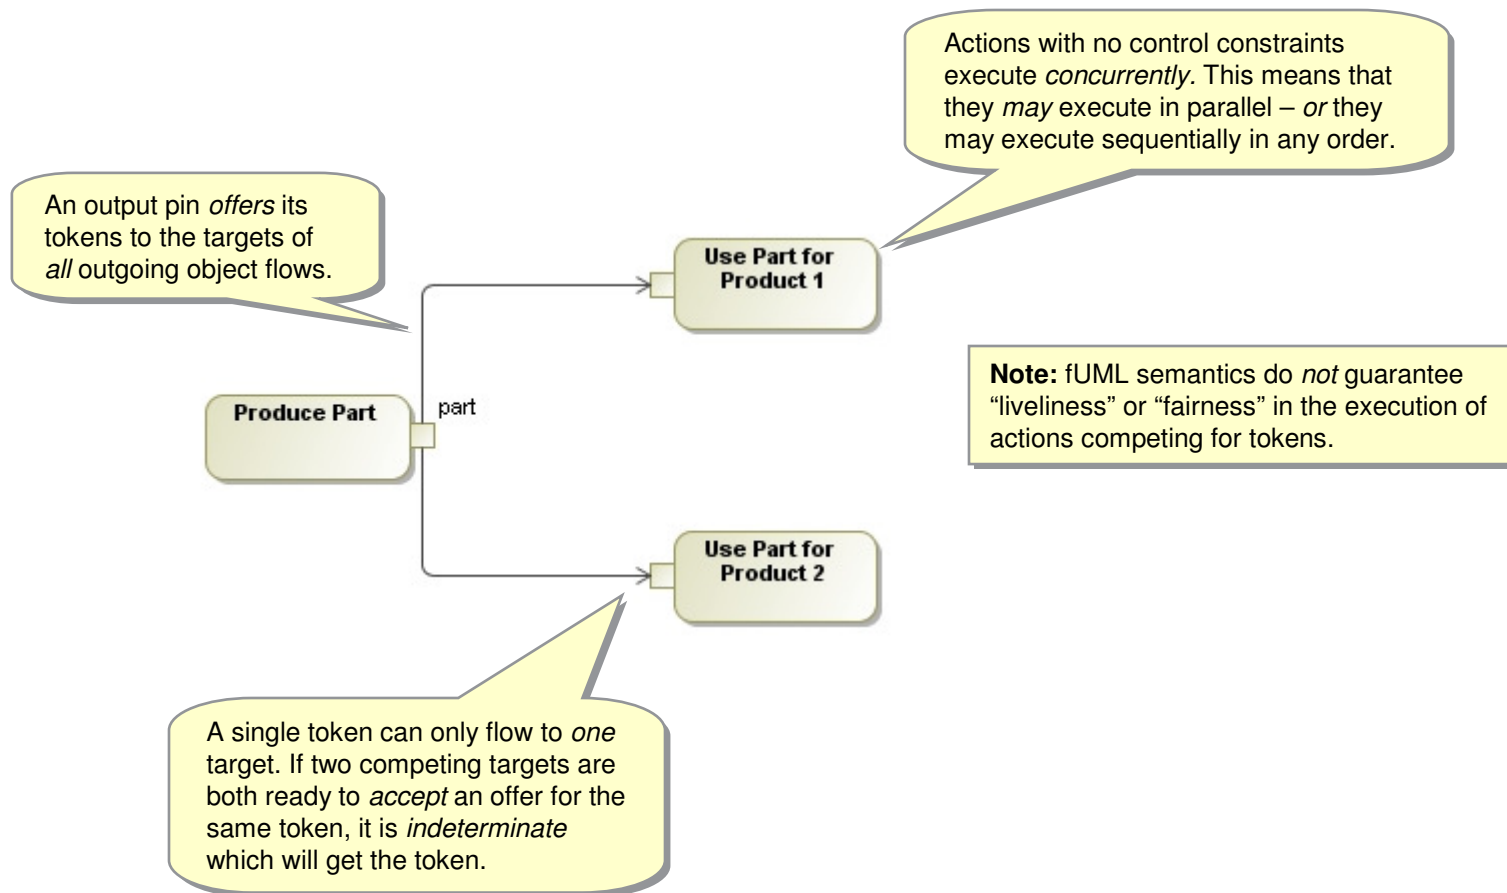 Actions with no control constraints
execute concurrently. This means that
they may execute in parallel – or they
may execute sequentially in any order.
An output pin offers its
tokens to the targets of
all outgoing object flows.
Use Part for
Product 1
Note: fUML semantics do not guarantee
“liveliness” or “fairness” in the execution of
actions competing for tokens.
Produce Part
part
Use Part for
Product 2
A single token can only flow to one
target. If two competing targets are
both ready to accept an offer for the
same token, it is indeterminate
which will get the token.